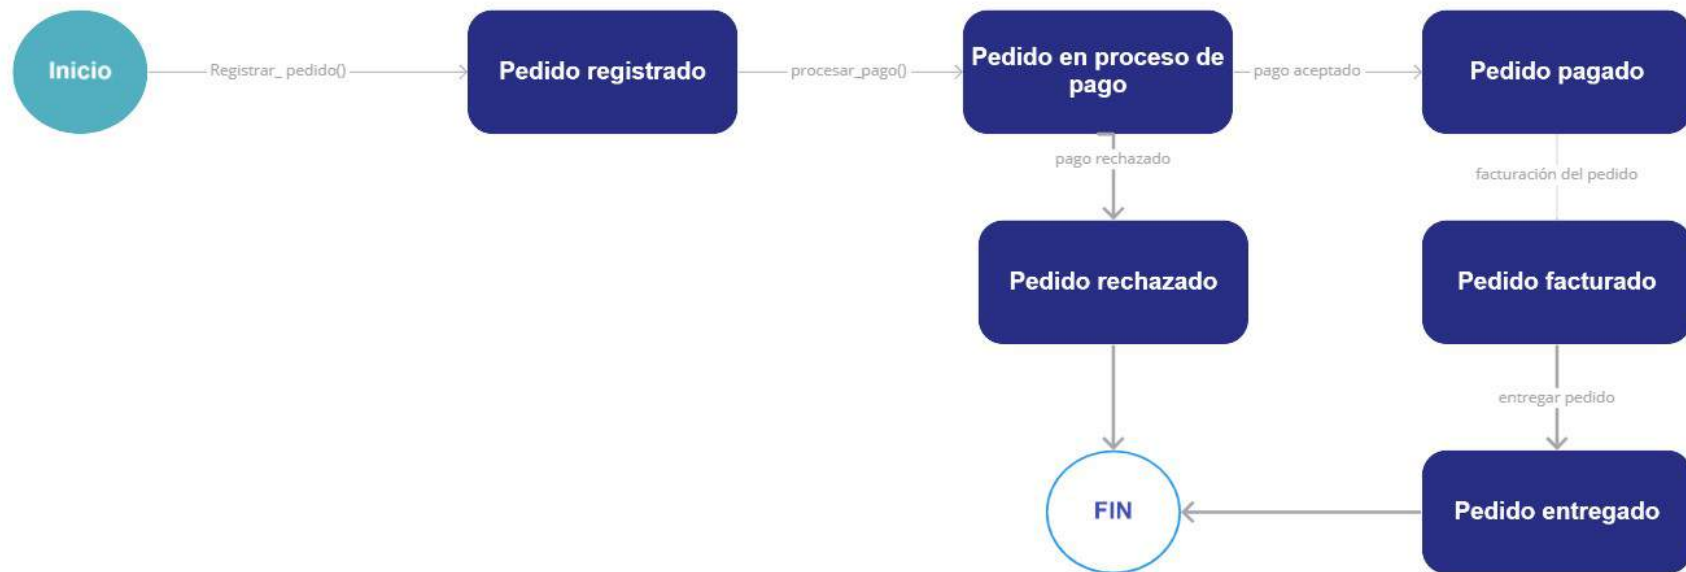 Inicio
Registrar_ pedido()
Pedido registrado
procesar_pago()
Pedido en proceso de
pago
pago aceptado
Pedido pagado
pago rechazado
facturación del pedido
Pedido rechazado
Pedido facturado
entregar pedido
FIN
Pedido entregado